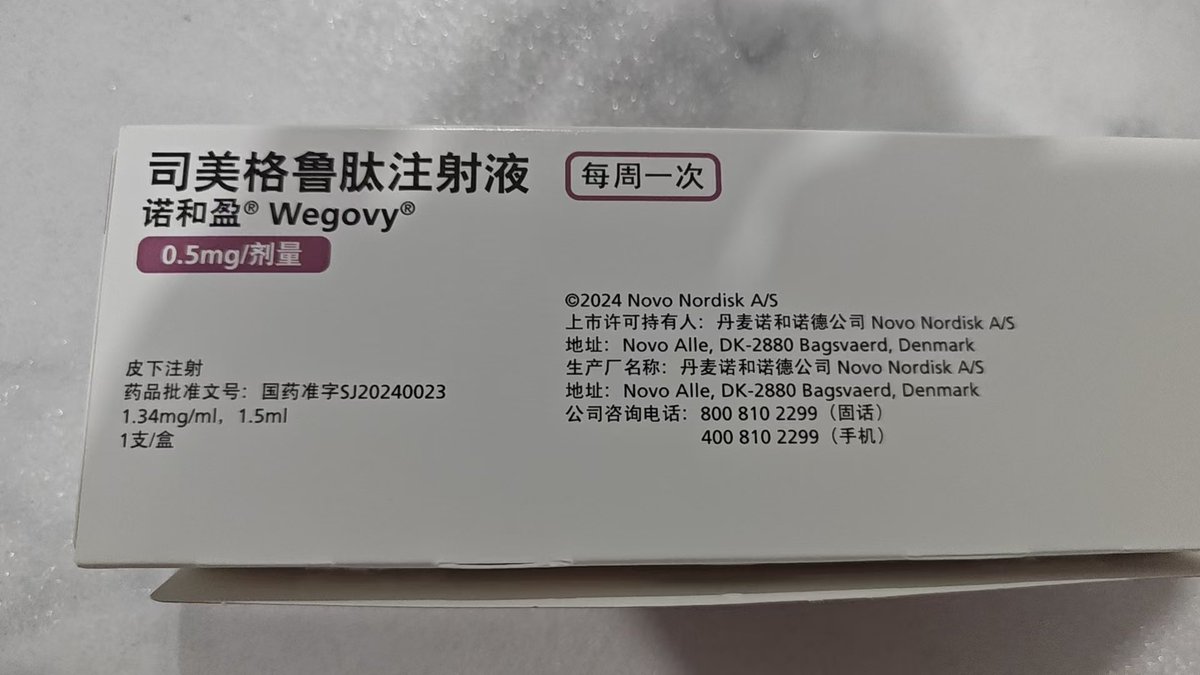 司美格鲁肽注射液
每周一次
诺和盈® Wegovy®
0.5mg/剂量
皮下注射
药品批准文号：国药准字SJ20240023
1.34mg/ml，1.5ml
1支/盒
©2024 Novo Nordisk A/S
上市许可持有人：丹麦诺和诺德公司 Novo Nordisk A/S
地址：Novo Alle, DK-2880 Bagsvaerd, Denmark
生产厂名称：丹麦诺和诺德公司 Novo Nordisk A/S
地址：Novo Alle, DK-2880 Bagsvaerd, Denmark
公司咨询电话：800 810 2299（固话）
400 810 2299（手机）